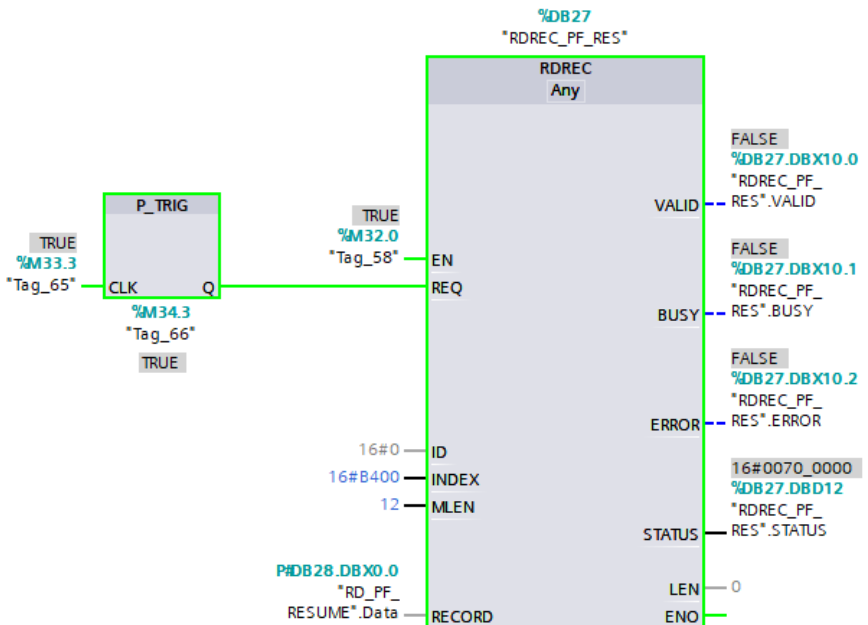 %DB27
"RDREC_PF_RES"
RDREC
Any
FALSE
%DB27.DBX10.0
"RDREC_PF_
RES".VALID
VALID
P_TRIG
TRUE
%M33.3
"Tag_65"
CLK
Q
%M34.3
"Tag_66"
TRUE
TRUE
%M32.0
"Tag_58"
EN
REQ
FALSE
%DB27.DBX10.1
"RDREC_PF_
RES".BUSY
BUSY
FALSE
%DB27.DBX10.2
"RDREC_PF_
RES".ERROR
ERROR
16#0
ID
16#B400
INDEX
12
MLEN
16#0070_0000
%DB27.DBD12
"RDREC_PF_
RES".STATUS
STATUS
P#DB28.DBX0.0
"RD_PF_
RESUME".Data
RECORD
LEN
0
ENO